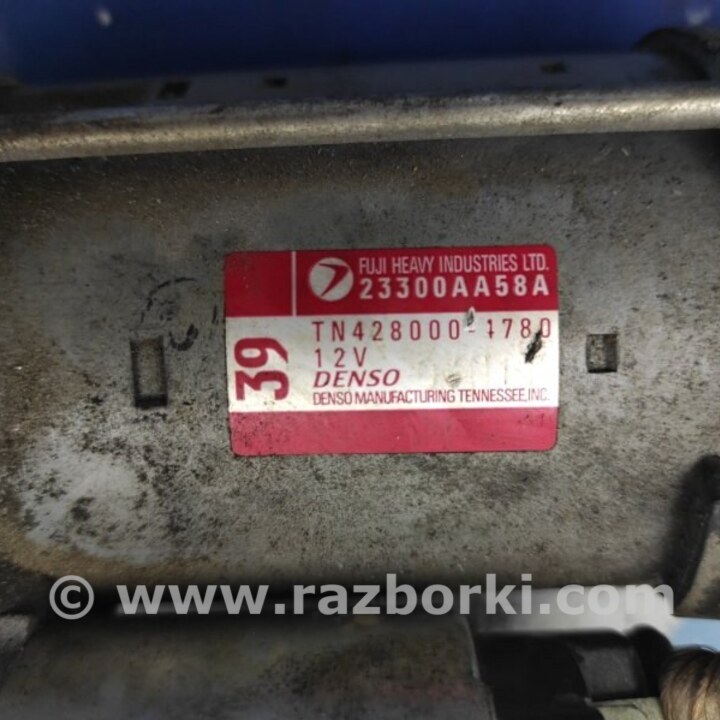 FUJI HEAVY INDUSTRIES LTD.
23300AA58A
39
TN428000-1780
12V
DENSO
DENSO MANUFACTURING TENNESSEE, INC.
© www.razborki.com